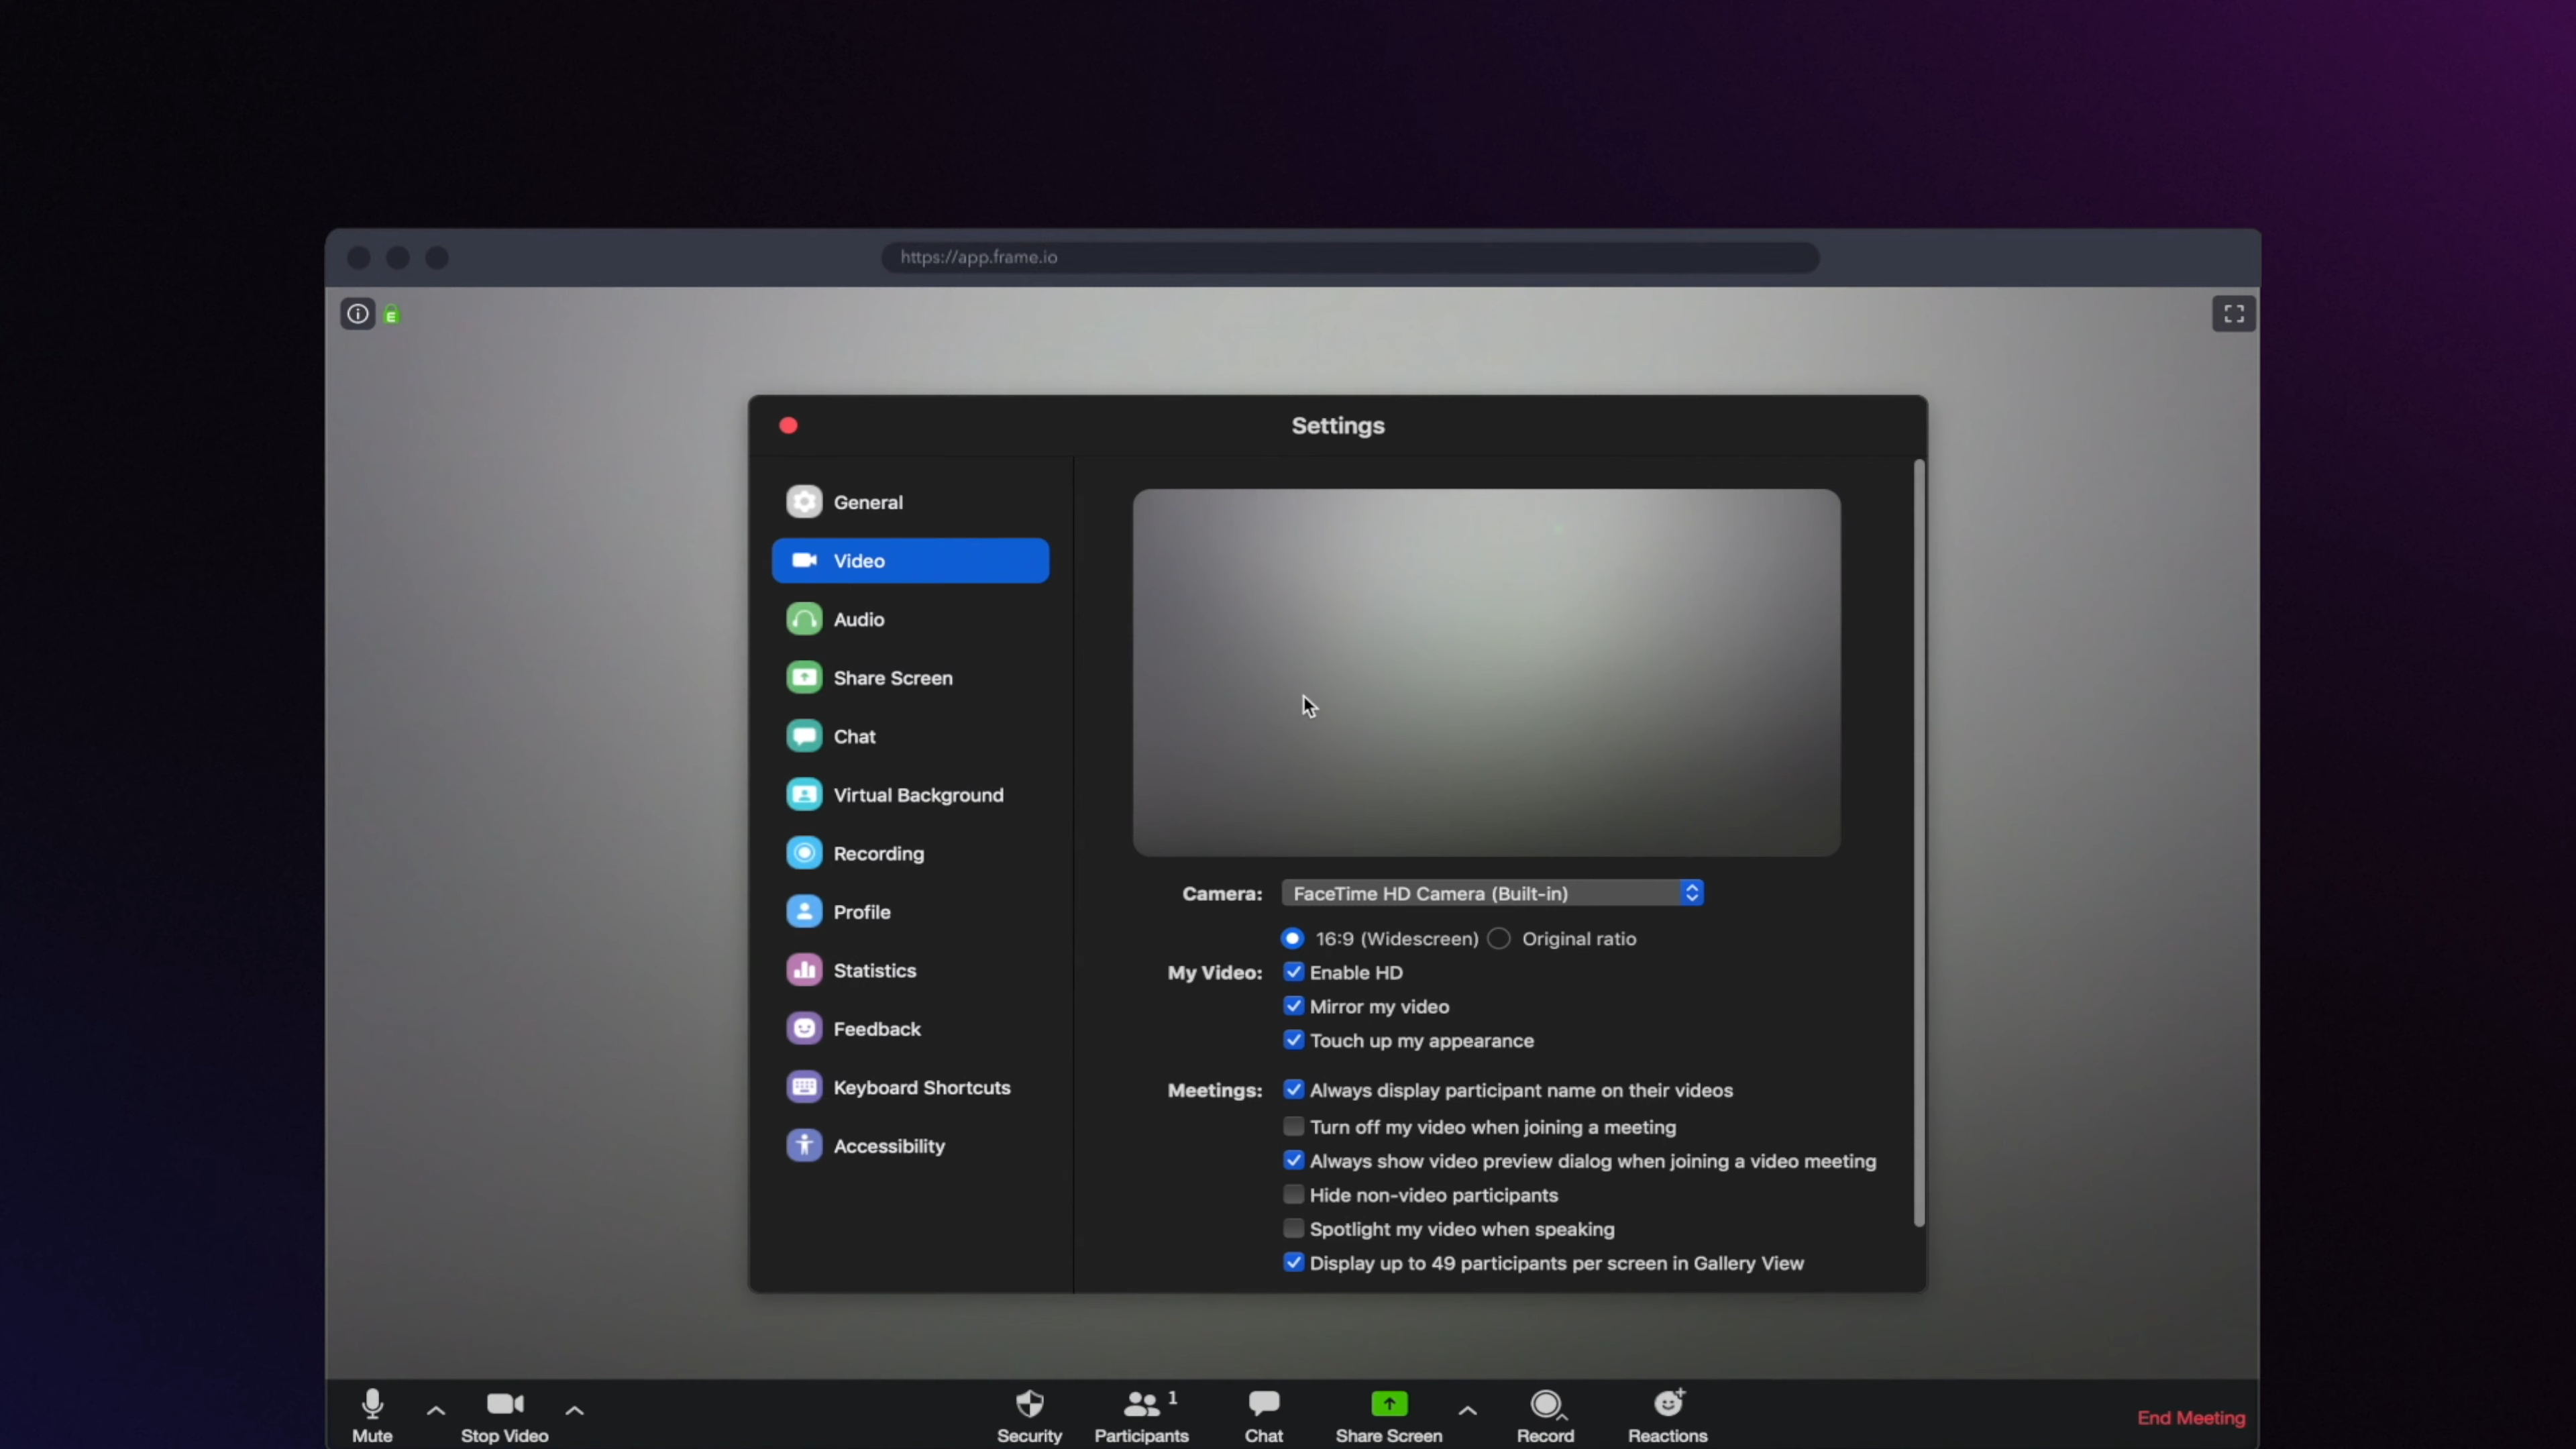 https://app.frame.io
E
Settings
General
Video
Audio
Share Screen
Chat
Virtual Background
Recording
Profile
Statistics
Feedback
Keyboard Shortcuts
Accessibility
Camera: FaceTime HD Camera (Built-in)
16:9 (Widescreen) Original ratio
My Video: Enable HD
Mirror my video
Touch up my appearance
Meetings: Always display participant name on their videos
Turn off my video when joining a meeting
Always show video preview dialog when joining a video meeting
Hide non-video participants
Spotlight my video when speaking
Display up to 49 participants per screen in Gallery View
1
Mute Stop Video Security Participants Chat Share Screen Record Reactions End Meeting